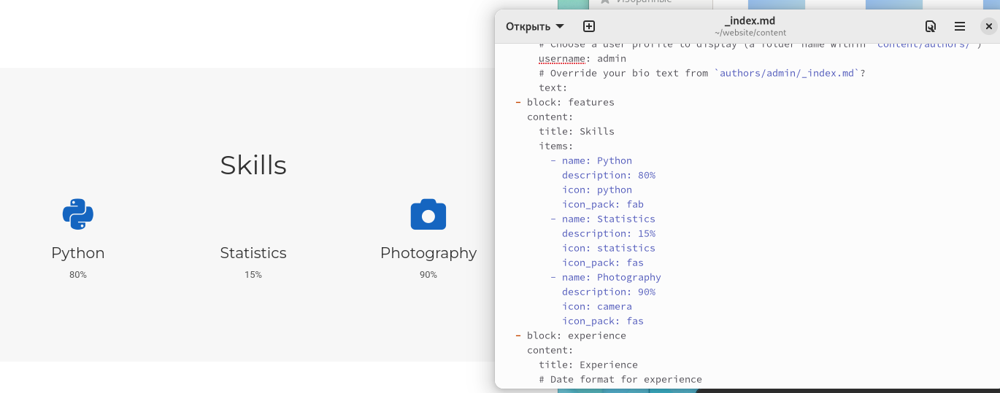 Skills
Python
Statistics
Photography
80%
15%
90%
Избранные
Открыть
_index.md
~/website/content
# Choose a user profile to display (a folder name within `content/authors/`)
username: admin
# Override your bio text from `authors/admin/_index.md`?
text:
- block: features
content:
title: Skills
items:
- name: Python
description: 80%
icon: python
icon_pack: fab
- name: Statistics
description: 15%
icon: statistics
icon_pack: fas
- name: Photography
description: 90%
icon: camera
icon_pack: fas
- block: experience
content:
title: Experience
# Date format for experience